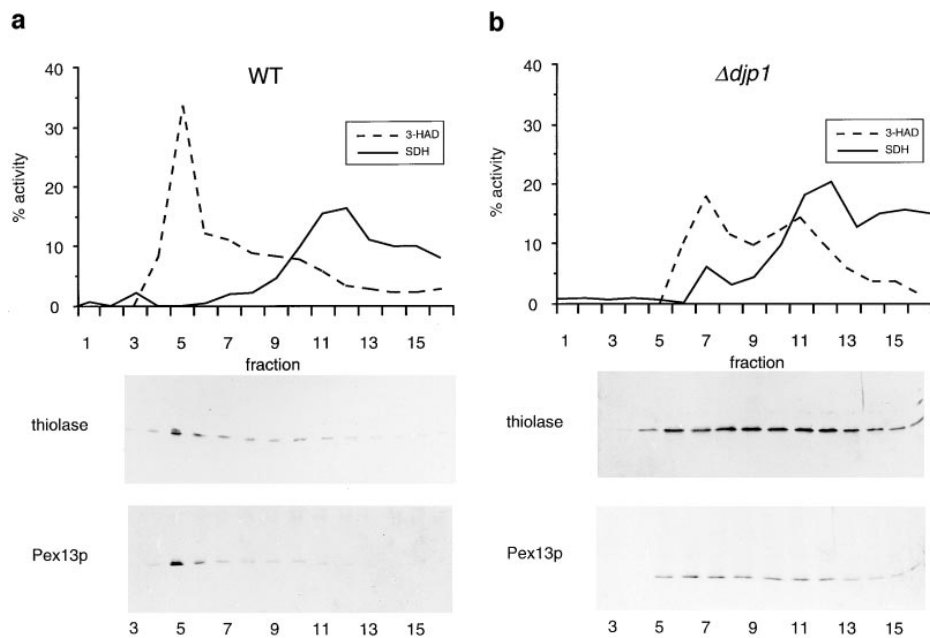 a
WT
40
30
20
10
0
% activity
3-HAD
SDH
1 3 5 7 9 11 13 15
fraction
thiolase
Pex13p
3 5 7 9 11 13 15
b
Δdjp1
40
30
20
10
0
% activity
3-HAD
SDH
1 3 5 7 9 11 13 15
fraction
thiolase
Pex13p
3 5 7 9 11 13 15